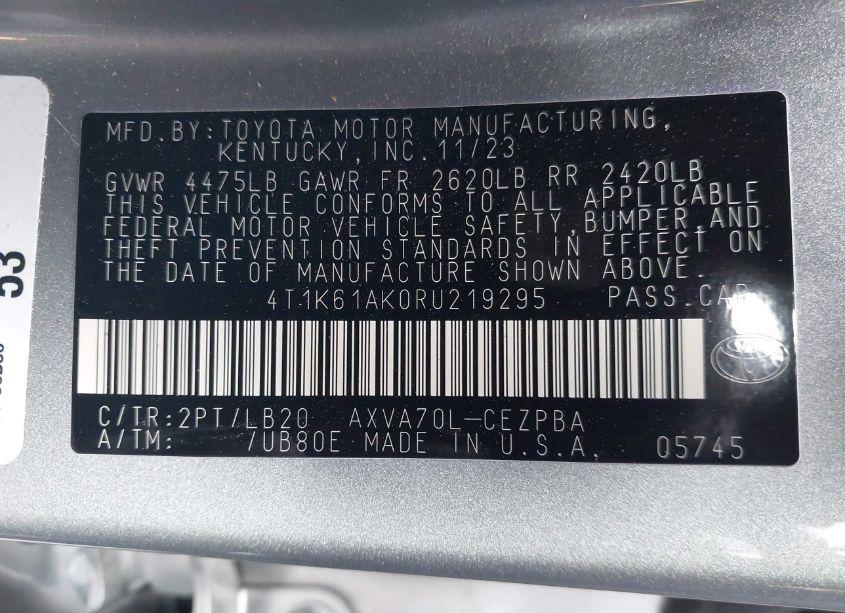 MFD.BY:TOYOTA MOTOR MANUFACTURING,
KENTUCKY,INC.11/23
GVWR 4475LB GAWR FR 2620LB RR 2420LB
THIS VEHICLE CONFORMS TO ALL APPLICABLE
FEDERAL MOTOR VEHICLE SAFETY,BUMPER,AND
THEFT PREVENTION STANDARDS IN EFFECT ON
THE DATE OF MANUFACTURE SHOWN ABOVE.
4T1K61AK0RU219295 PASS.CAR
C/TR:2PT/LB20 AXVA70L-CEZPBA
A/TM: /UB80E MADE IN U.S.A. 05745
53